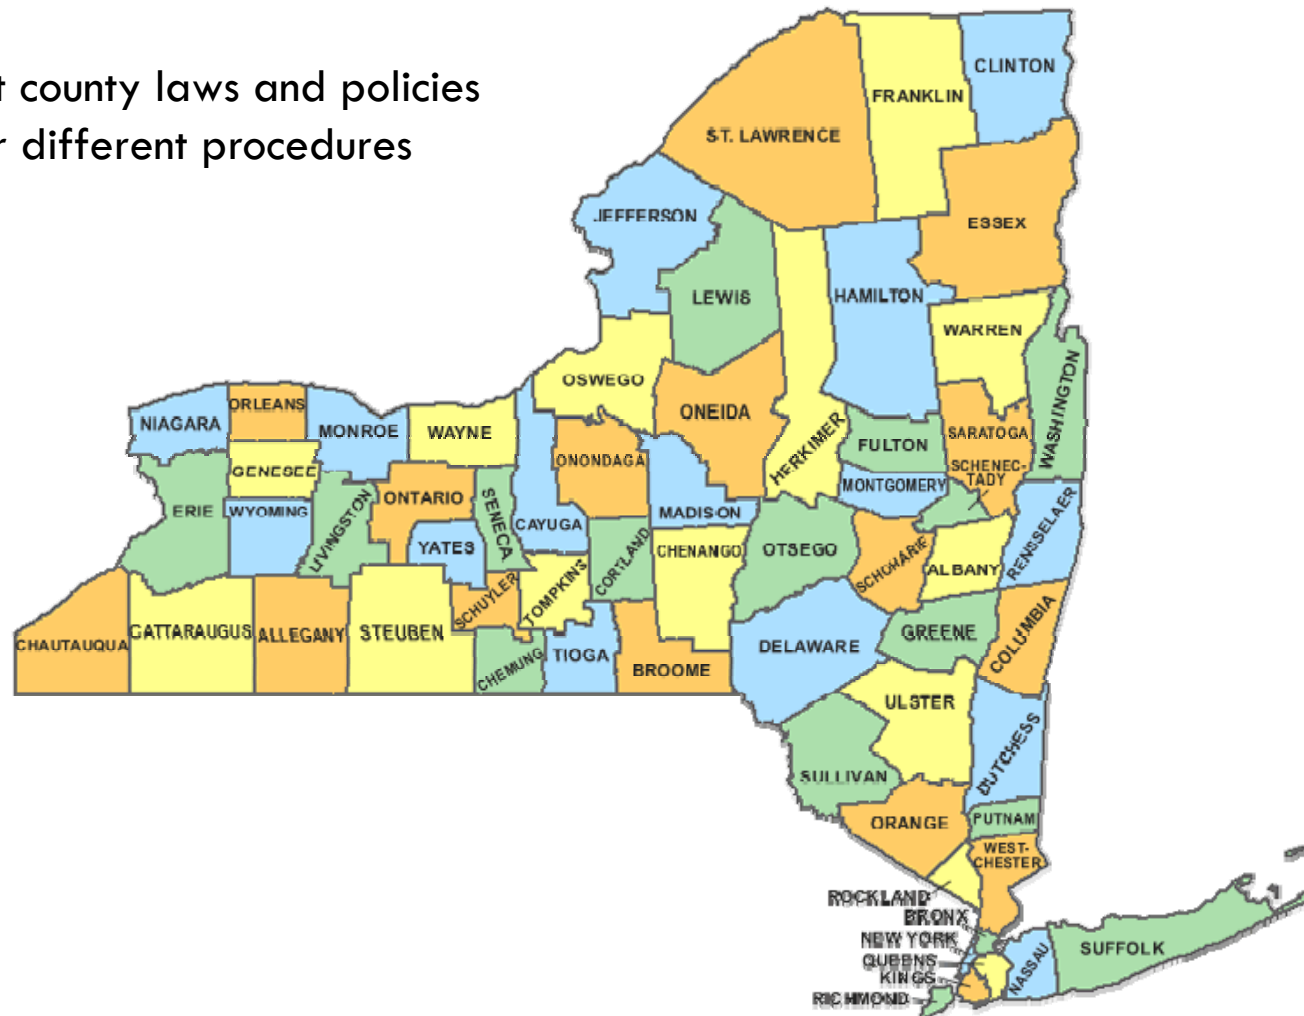 t county laws and policies
r different procedures
CLINTON
FRANKLIN
ST. LAWRENCE
JEFFERSON
ESSEX
LEWIS
HAMILTON
WARREN
OSWEGO
ONEIDA
HERKIMER
WASHINGTON
NIAGARA
ORLEANS
MONROE
WAYNE
FULTON
SARATOGA
GENESEE
ONONDAGA
SCHENEC-
TADY
ERIE
WYOMING
LIVINGSTON
ONTARIO
SENECA
CAYUGA
MADISON
MONTGOMERY
RENSSELAER
YATES
CORTLAND
CHENANGO
OTSEGO
SCHOHARIE
ALBANY
CHAUTAUQUA
CATTARAUGUS
ALLEGANY
STEUBEN
SCHUYLER
TOMPKINS
CHEMUNG
TIOGA
BROOME
DELAWARE
GREENE
COLUMBIA
ULSTER
SULLIVAN
DUTCHESS
ORANGE
PUTNAM
WEST-
CHESTER
ROCKLAND
BRONX
NEW YORK
QUEENS
KINGS
RICHMOND
NASSAU
SUFFOLK